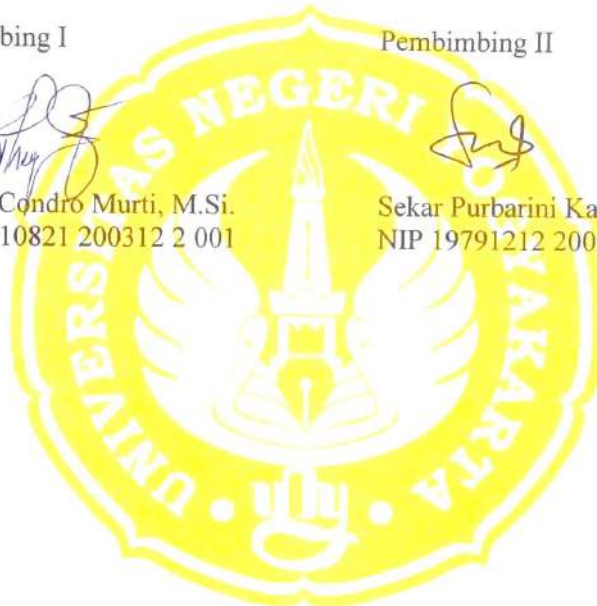 bing I
Pembimbing II
Condro Murti, M.Si.
Sekar Purbarini Ka
10821 200312 2 001
NIP 19791212 200
UNIVERSITAS NEGERI YOGYAKARTA